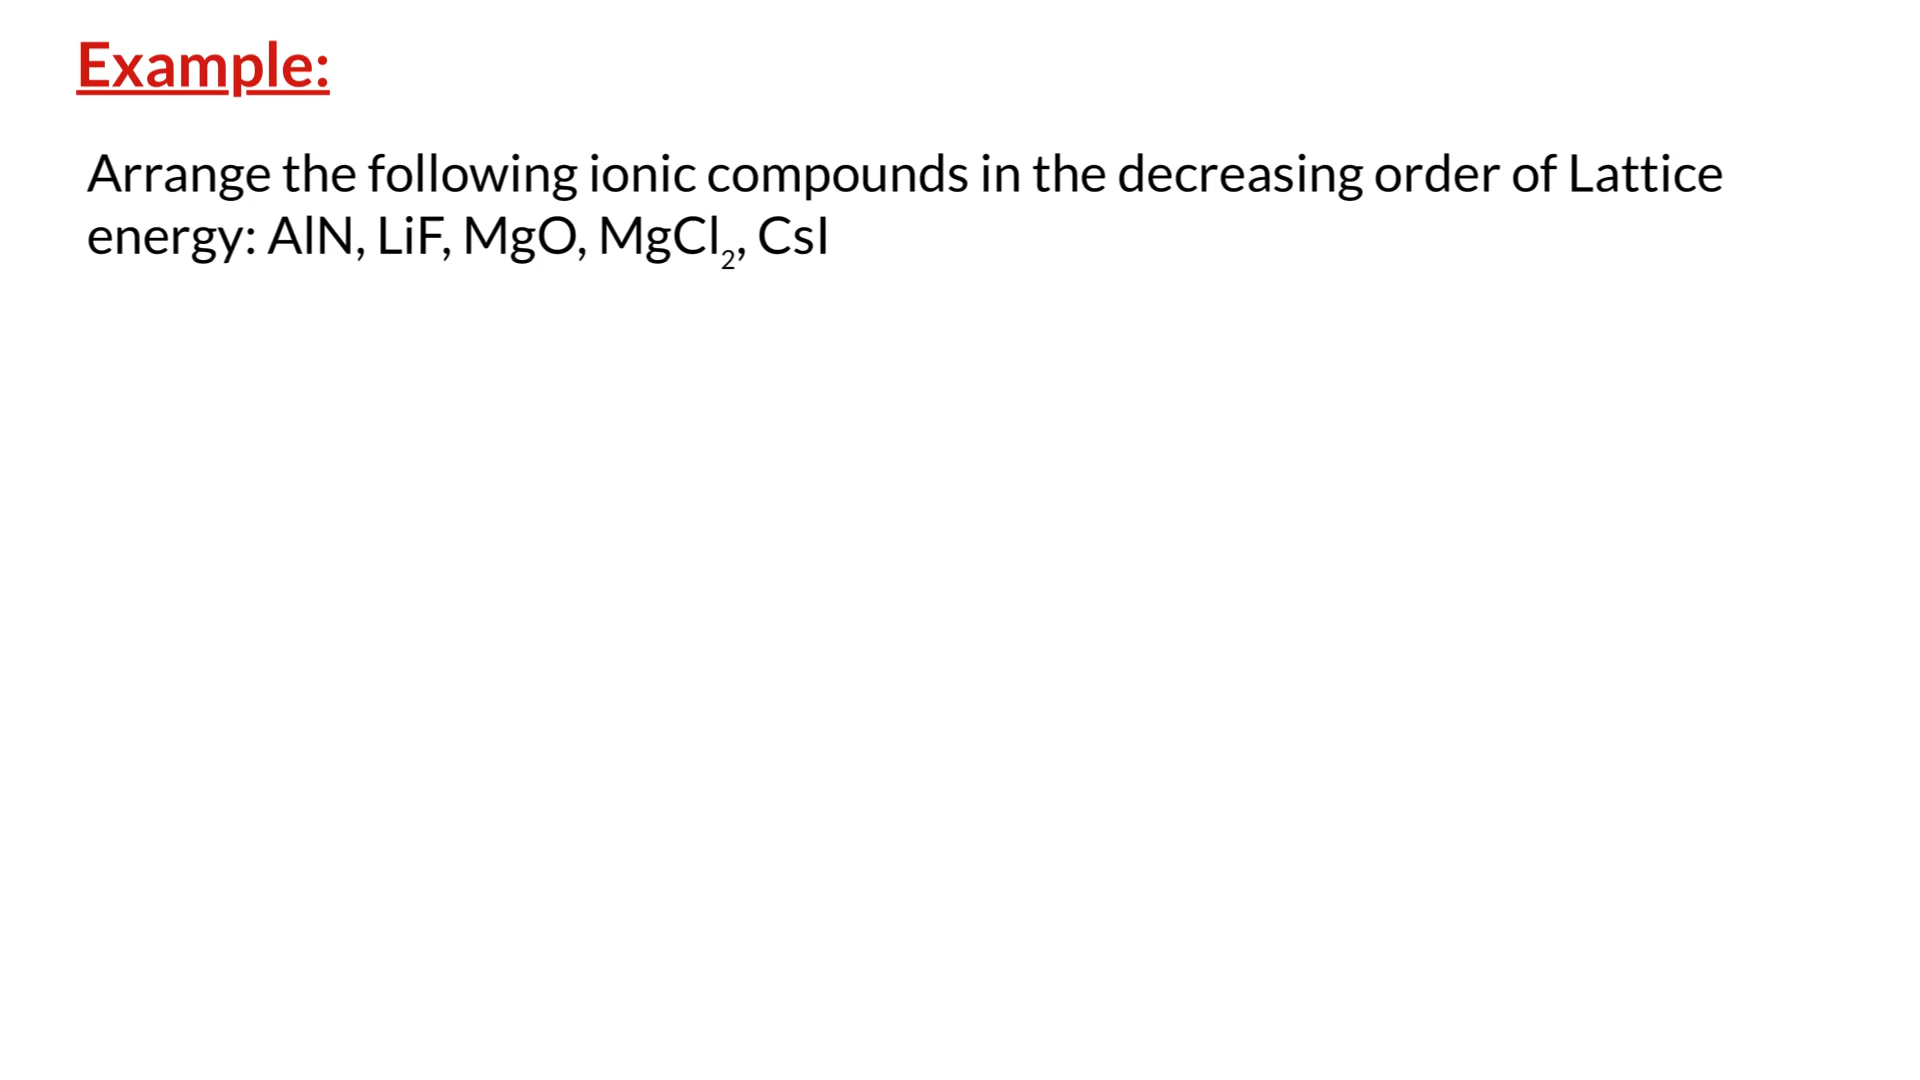 Example:
Arrange the following ionic compounds in the decreasing order of Lattice
energy: AlN, LiF, MgO, MgCl₂, CsI